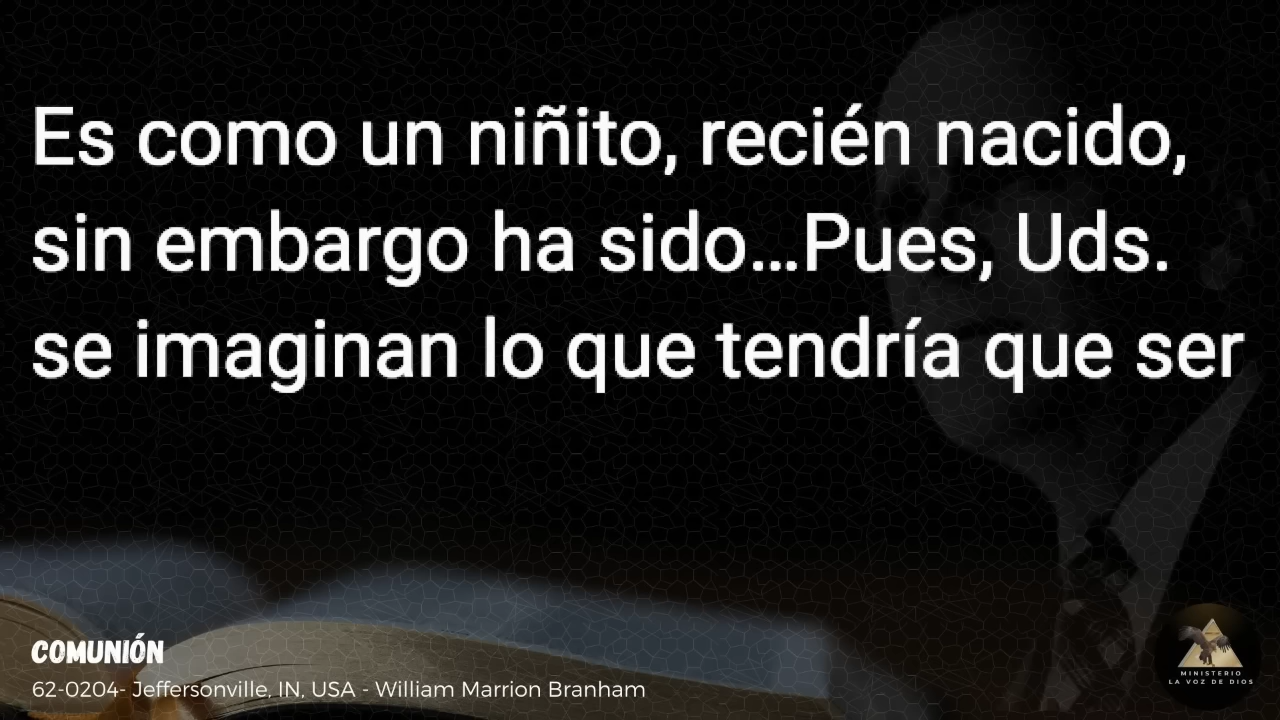 Es como un niñito, recién nacido,
sin embargo ha sido...Pues, Uds.
se imaginan lo que tendría que ser
COMUNIÓN
62-0204- Jeffersonville, IN, USA - William Marrion Branham
MINISTERIO
LA VOZ DE DIOS